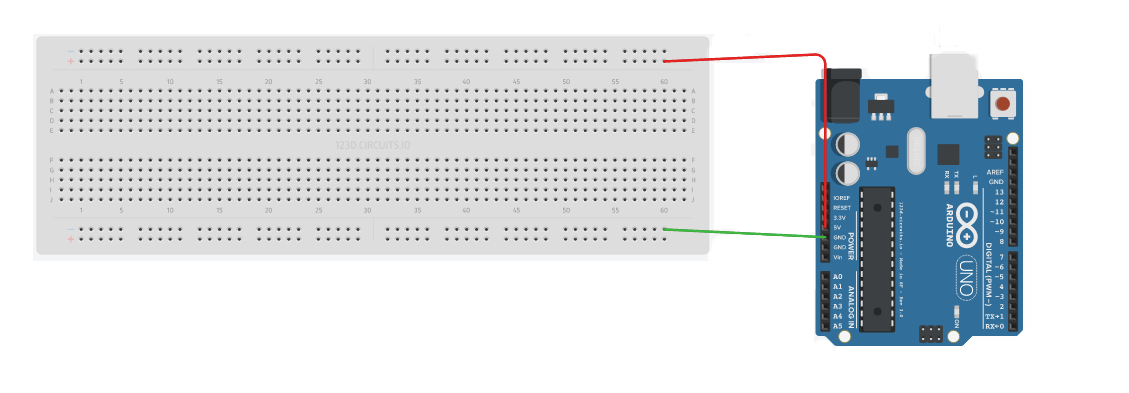 -
+
1 5 10 15 20 25 30 35 40 45 50 55 60
A A
B B
C C
D D
E E
123D CIRCUITS.IO
F F
G G
H H
I I
J J
1 5 10 15 20 25 30 35 40 45 50 55 60
-
+
RX
TX
L
AREF
GND
13
12
~11
~10
~9
8
7
~6
~5
4
~3
2
TX→1
RX←0
IOREF
RESET
3.3V
5V
GND
GND
Vin
POWER
A0
A1
A2
A3
A4
A5
ANALOG IN
ARDUINO
UNO
DIGITAL (PWM~)
ON